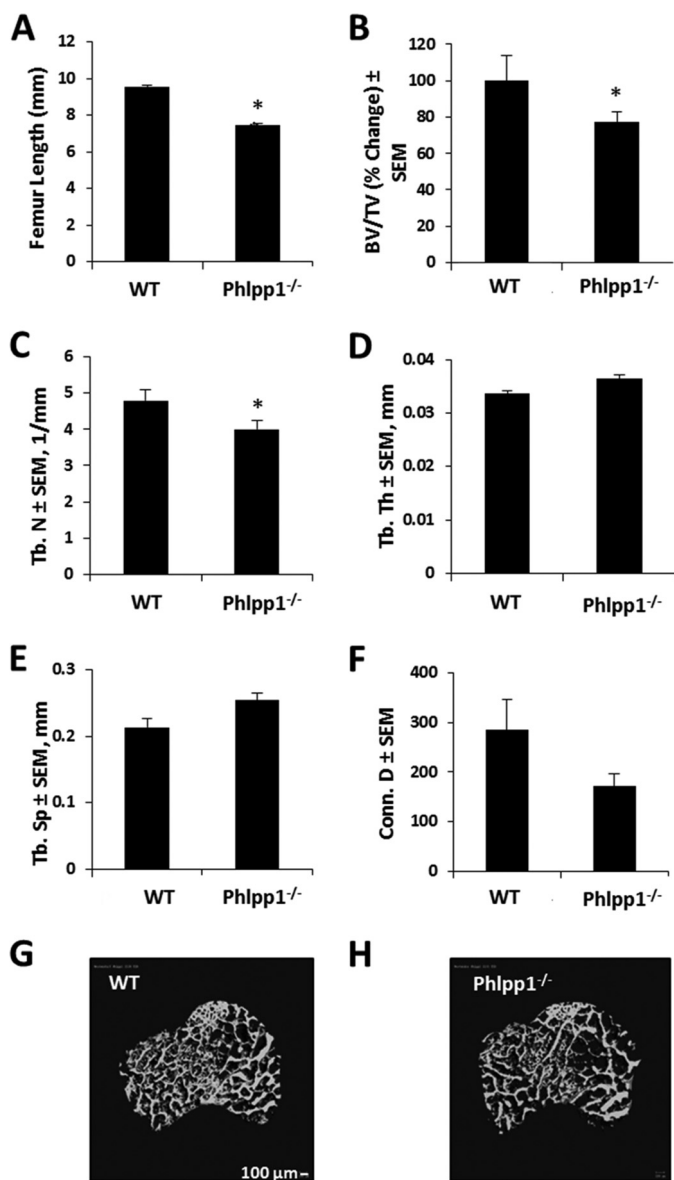 A
Femur Length (mm)
12
10
8
6
4
2
0
*
WT
Phlpp1-/-
B
BV/TV (% Change) ±
SEM
120
100
80
60
40
20
0
*
WT
Phlpp1-/-
C
Tb. N ± SEM, 1/mm
6
5
4
3
2
1
0
*
WT
Phlpp1-/-
D
Tb. Th ± SEM, mm
0.04
0.03
0.02
0.01
0
WT
Phlpp1-/-
E
Tb. Sp ± SEM, mm
0.3
0.2
0.1
0
WT
Phlpp1-/-
F
Conn. D ± SEM
400
300
200
100
0
WT
Phlpp1-/-
G
WT
100 µm
H
Phlpp1-/-